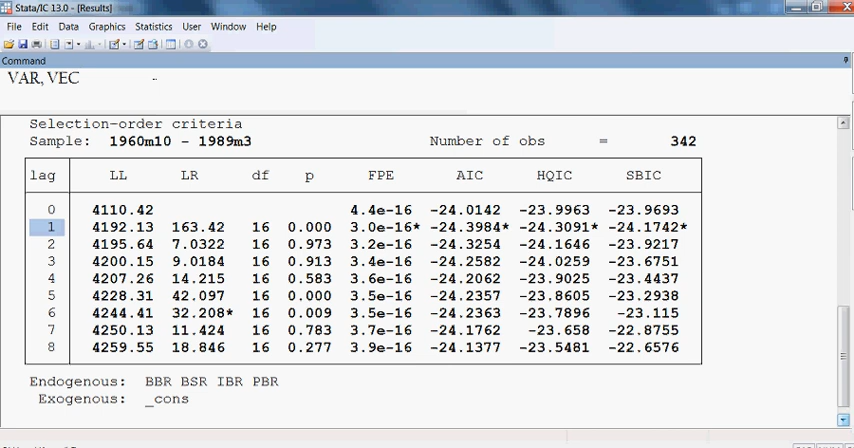 Stata/IC 13.0 - [Results]
File Edit Data Graphics Statistics User Window Help
Command
VAR, VEC
Selection-order criteria
Sample: 1960m10 - 1989m3 Number of obs = 342
lag LL LR df p FPE AIC HQIC SBIC
0 4110.42 4.4e-16 -24.0142 -23.9963 -23.9693
1 4192.13 163.42 16 0.000 3.0e-16* -24.3984* -24.3091* -24.1742*
2 4195.64 7.0322 16 0.973 3.2e-16 -24.3254 -24.1646 -23.9217
3 4200.15 9.0184 16 0.913 3.4e-16 -24.2582 -24.0259 -23.6751
4 4207.26 14.215 16 0.583 3.6e-16 -24.2062 -23.9025 -23.4437
5 4228.31 42.097 16 0.000 3.5e-16 -24.2357 -23.8605 -23.2938
6 4244.41 32.208* 16 0.009 3.5e-16 -24.2363 -23.7896 -23.115
7 4250.13 11.424 16 0.783 3.7e-16 -24.1762 -23.658 -22.8755
8 4259.55 18.846 16 0.277 3.9e-16 -24.1377 -23.5481 -22.6576
Endogenous: BBR BSR IBR PBR
Exogenous: _cons